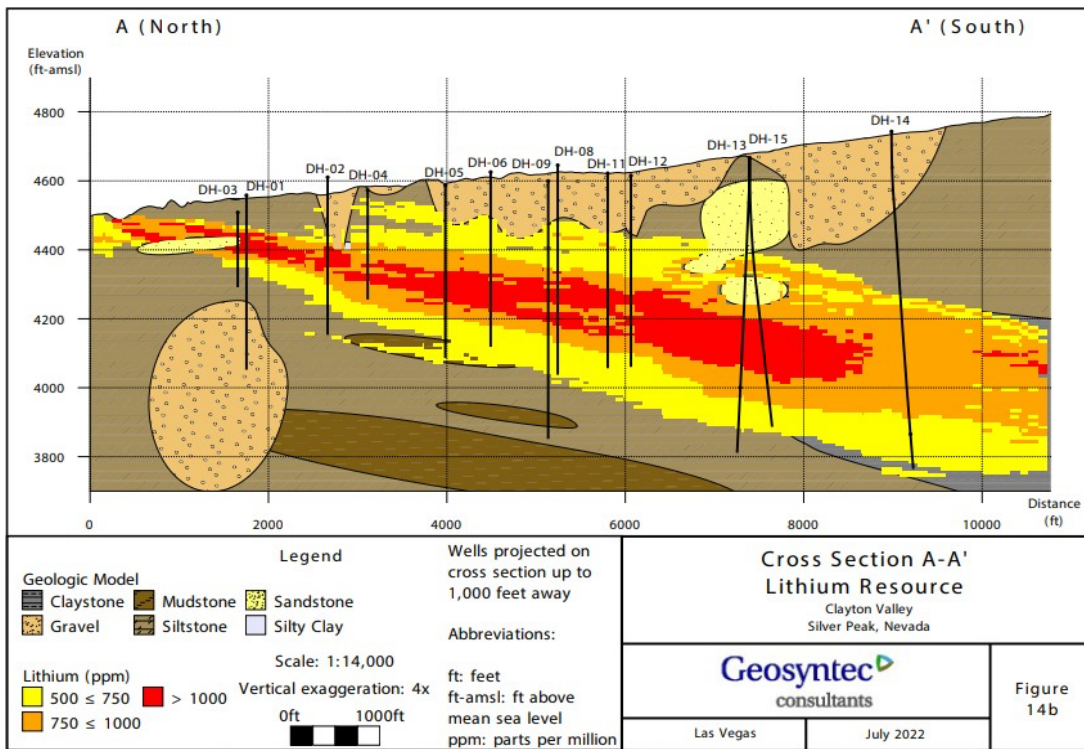 A (North)
A' (South)
Elevation
(ft-amsl)
4800
4600
4400
4200
4000
3800
DH-03
DH-01
DH-02
DH-04
DH-05
DH-06
DH-09
DH-08
DH-11
DH-12
DH-13
DH-15
DH-14
0
2000
4000
6000
8000
10000
Distance
(ft)
Legend
Geologic Model
Claystone Mudstone Sandstone
Gravel Siltstone Silty Clay
Lithium (ppm)
500 ≤ 750 > 1000
750 ≤ 1000
Scale: 1:14,000
Vertical exaggeration: 4x
0ft 1000ft
Wells projected on
cross section up to
1,000 feet away
Abbreviations:
ft: feet
ft-amsl: ft above
mean sea level
ppm: parts per million
Cross Section A-A'
Lithium Resource
Clayton Valley
Silver Peak, Nevada
Geosyntec
consultants
Las Vegas
July 2022
Figure
14b